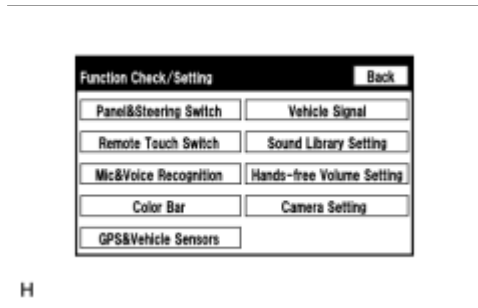 Function Check/Setting Back
Panel&Steering Switch Vehicle Signal
Remote Touch Switch Sound Library Setting
Mic&Voice Recognition Hands-free Volume Setting
Color Bar Camera Setting
GPS&Vehicle Sensors
H